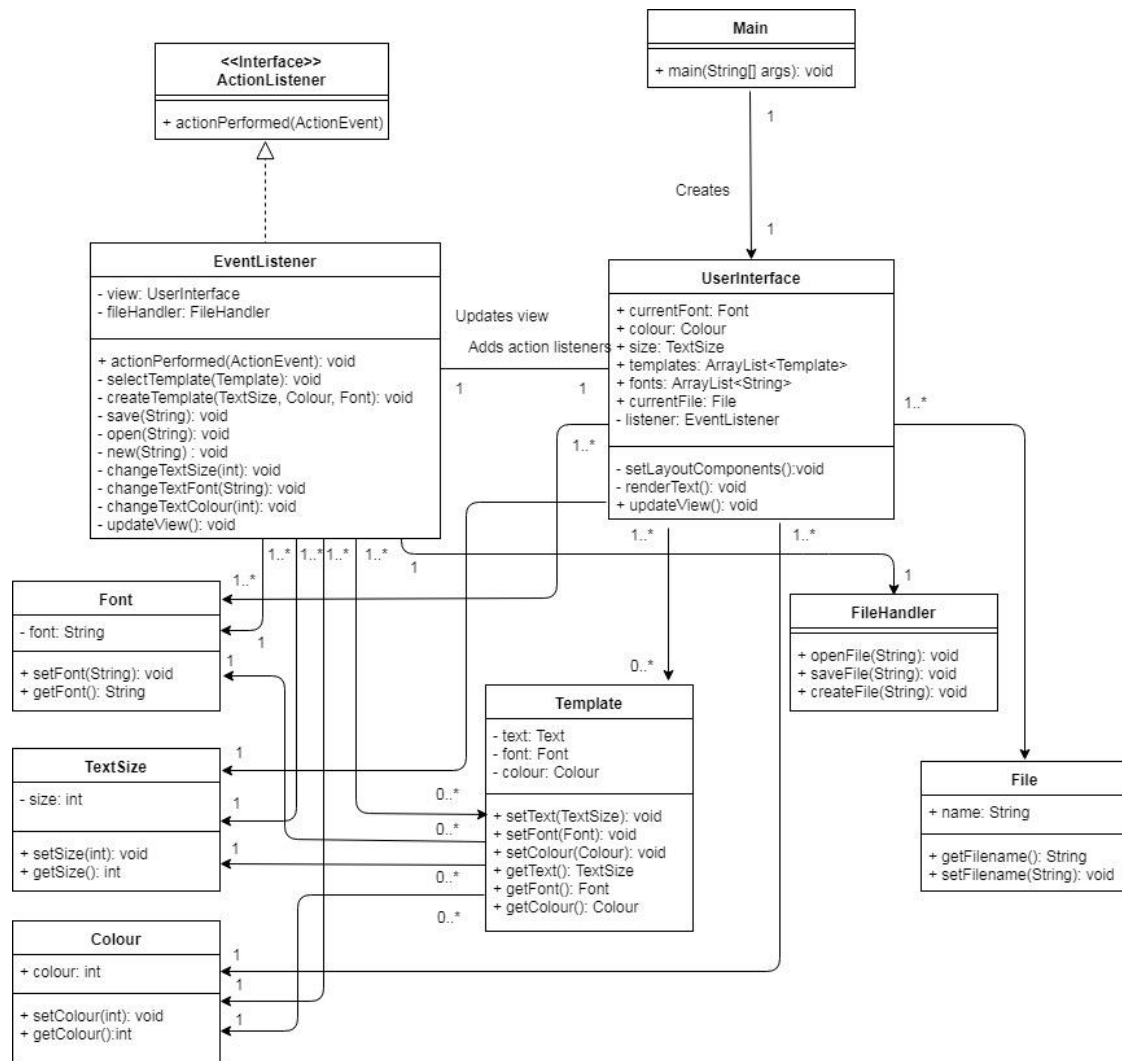 <<Interface>>
ActionListener
+ actionPerformed(ActionEvent)
Main
+ main(String[] args): void
1
Creates
1
EventListener
- view: UserInterface
- fileHandler: FileHandler
+ actionPerformed(ActionEvent): void
- selectTemplate(Template): void
- createTemplate(TextSize, Colour, Font): void
- save(String): void
- open(String): void
- new(String) : void
- changeTextSize(int): void
- changeTextFont(String): void
- changeTextColour(int): void
- updateView(): void
Updates view
Adds action listeners
1
1
UserInterface
+ currentFont: Font
+ colour: Colour
+ size: TextSize
+ templates: ArrayList<Template>
+ fonts: ArrayList<String>
+ currentFile: File
- listener: EventListener
- setLayoutComponents():void
- renderText(): void
+ updateView(): void
1..*
1..*
1..*
1..*
1..*
1..*
1..*
1..*
1
1
FileHandler
+ openFile(String): void
+ saveFile(String): void
+ createFile(String): void
1..*
Font
- font: String
+ setFont(String): void
+ getFont(): String
1
1
1
0..*
Template
- text: Text
- font: Font
- colour: Colour
+ setText(TextSize): void
+ setFont(Font): void
+ setColour(Colour): void
+ getText(): TextSize
+ getFont(): Font
+ getColour(): Colour
0..*
0..*
0..*
0..*
TextSize
- size: int
+ setSize(int): void
+ getSize(): int
1
1
1
File
+ name: String
+ getFilename(): String
+ setFilename(String): void
1
Colour
+ colour: int
+ setColour(int): void
+ getColour():int
1
1
1